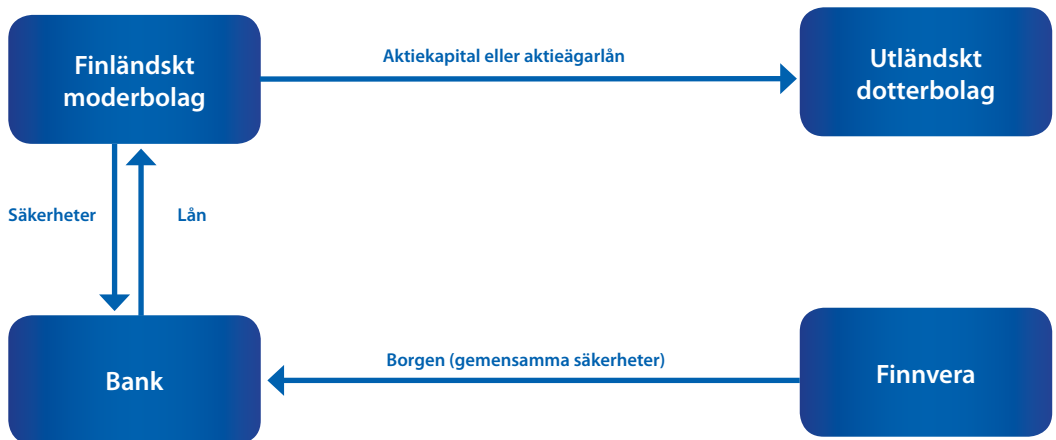 Finländskt
moderbolag
Aktiekapital eller aktieägarlån
Utländskt
dotterbolag
Säkerheter
Lån
Bank
Borgen (gemensamma säkerheter)
Finnvera